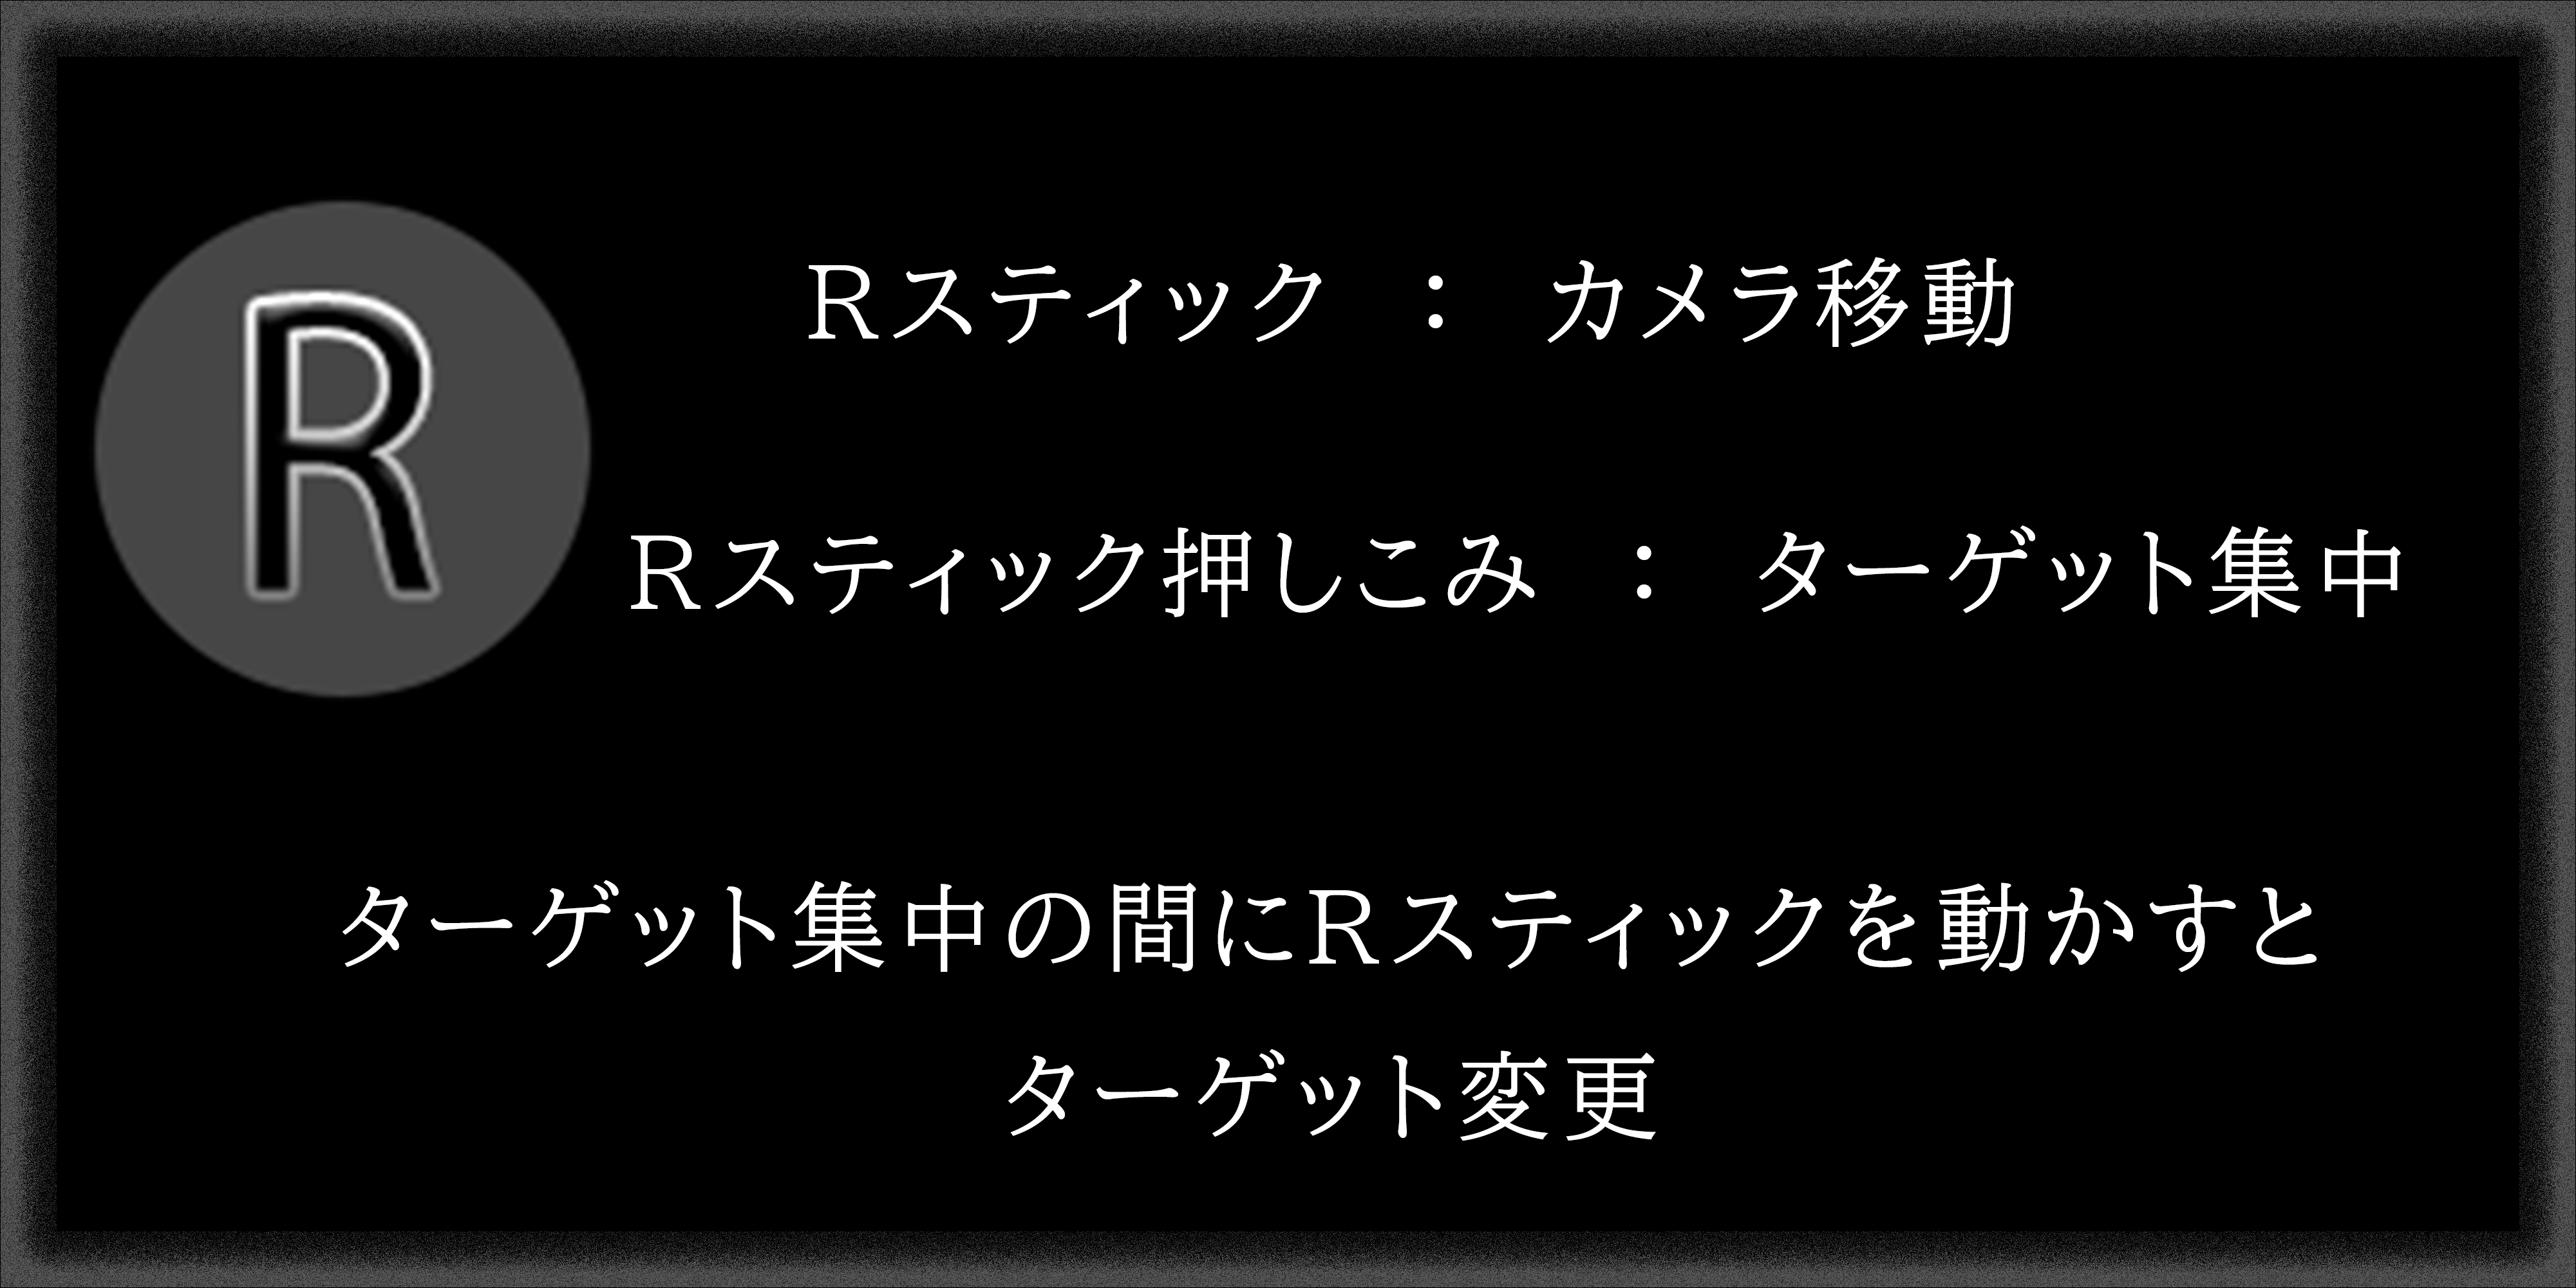 R
Rスティック ： カメラ移動
Rスティック押しこみ ： ターゲット集中
ターゲット集中の間にRスティックを動かすと
ターゲット変更